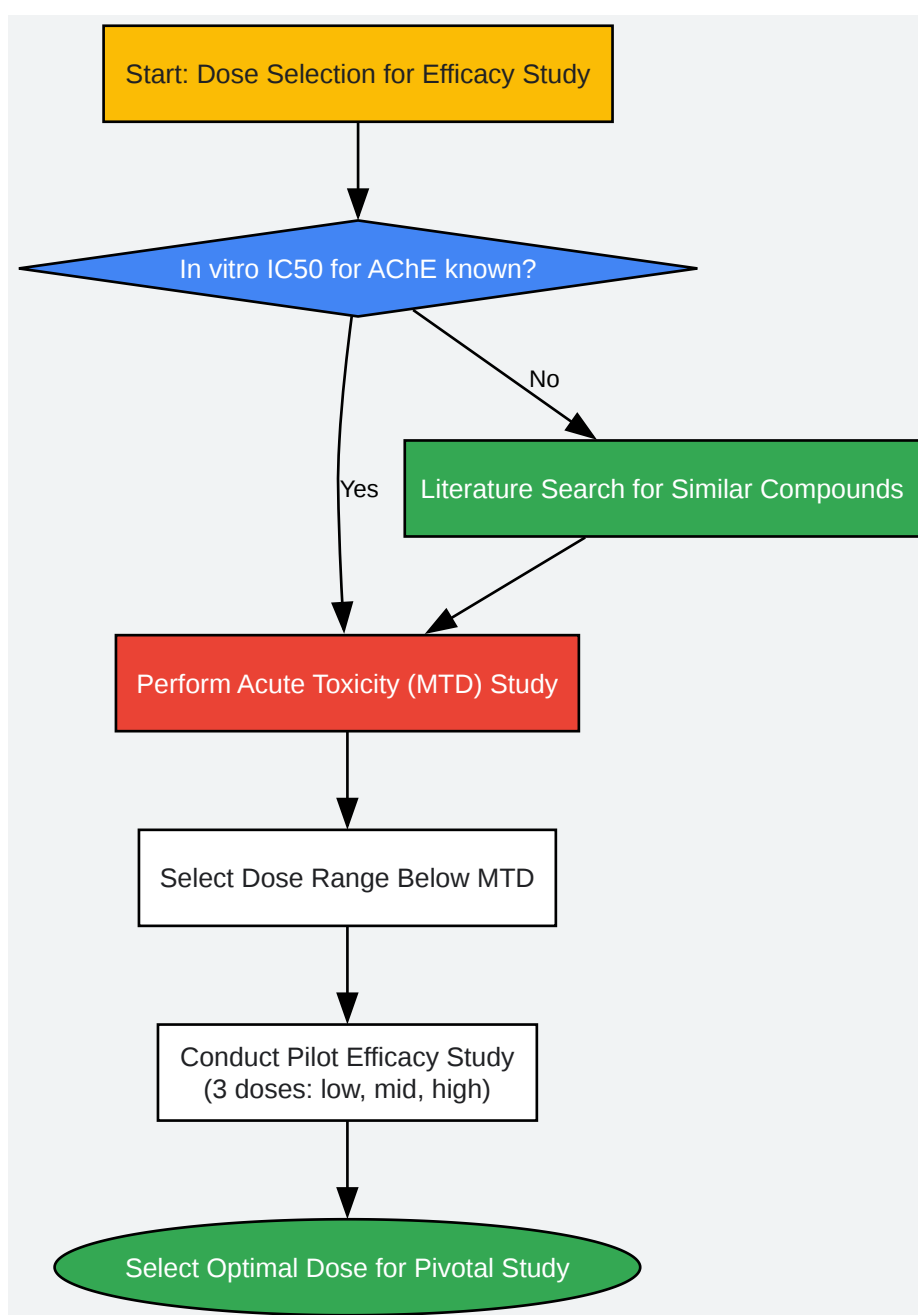 Start: Dose Selection for Efficacy Study
In vitro IC50 for AChE known?
No
Literature Search for Similar Compounds
Yes
Perform Acute Toxicity (MTD) Study
Select Dose Range Below MTD
Conduct Pilot Efficacy Study
(3 doses: low, mid, high)
Select Optimal Dose for Pivotal Study